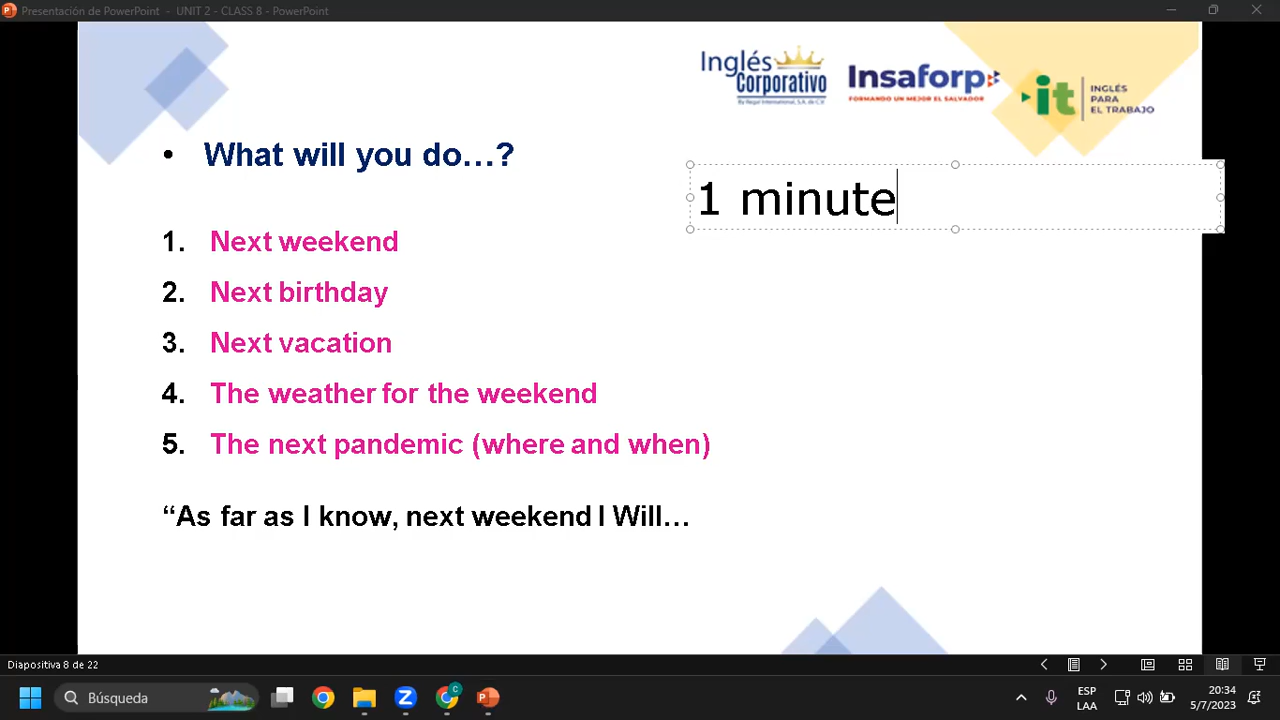 Presentación de PowerPoint - UNIT 2 - CLASS 8 - PowerPoint
Inglés
Corporativo
By Regal International, S.A. de C.V.
Insaforp
FORMANDO UN MEJOR EL SALVADOR
it
INGLÉS
PARA
EL TRABAJO
• What will you do…?
1 minute
1. Next weekend
2. Next birthday
3. Next vacation
4. The weather for the weekend
5. The next pandemic (where and when)
“As far as I know, next weekend I Will…
Diapositiva 8 de 22
Búsqueda
ESP
LAA
20:34
5/7/2023